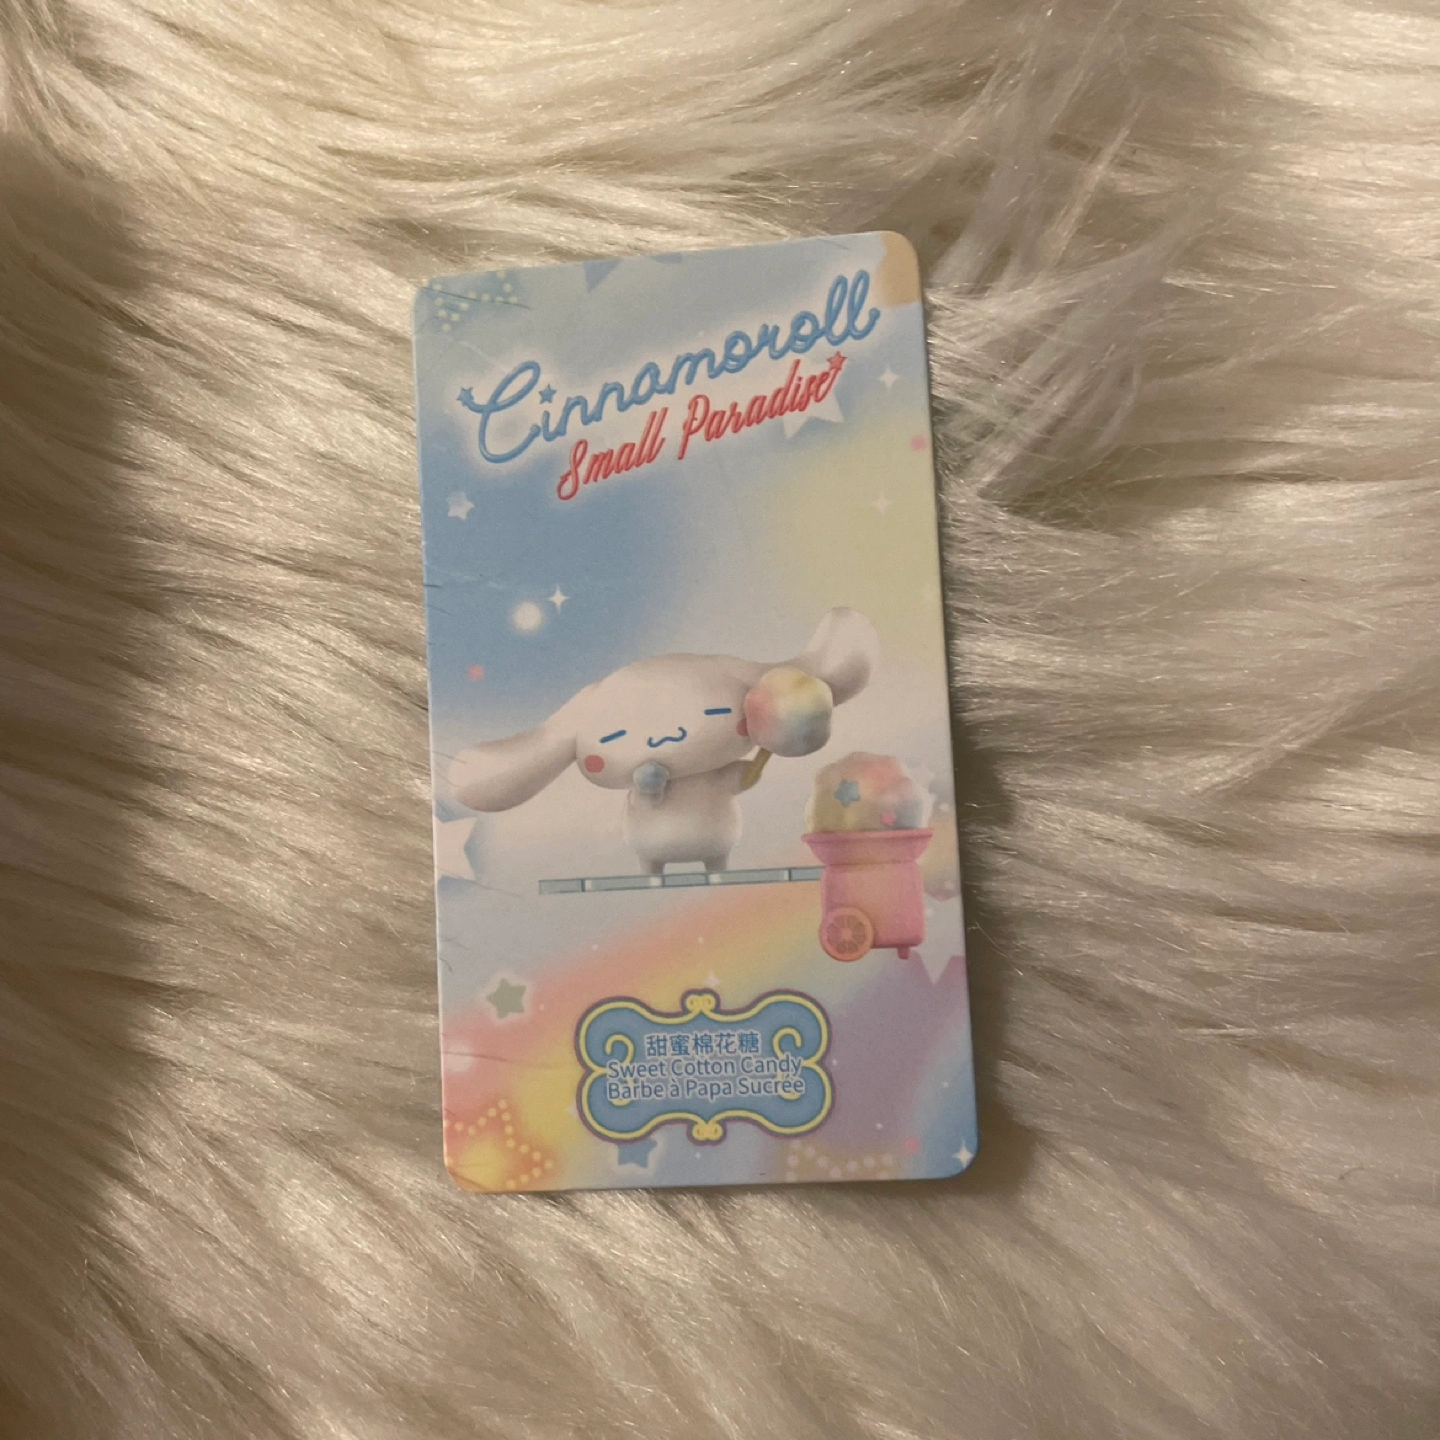 Cinnamoroll
Small Paradise
甜蜜棉花糖
Sweet Cotton Candy
Barbe à Papa Sucrée